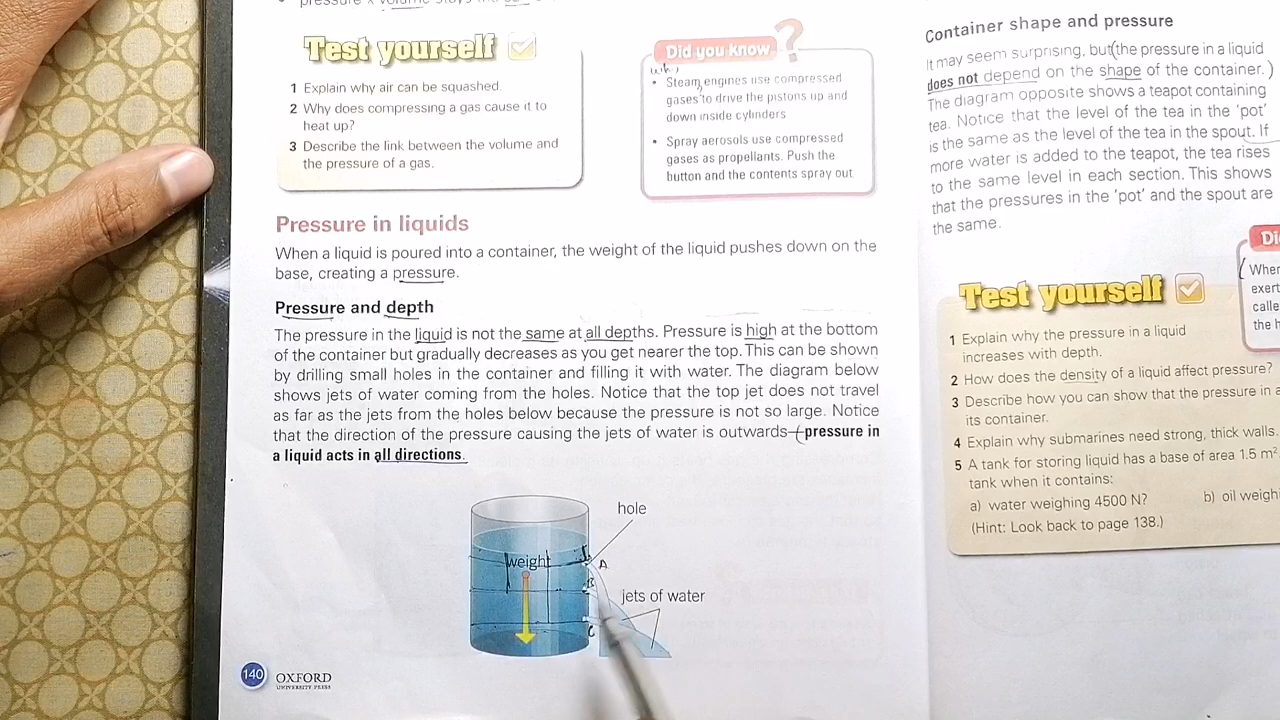 pressure x volume stays the
Test yourself
1 Explain why air can be squashed.
2 Why does compressing a gas cause it to
heat up?
3 Describe the link between the volume and
the pressure of a gas.
Did you know ?
why
• Steam engines use compressed
gases to drive the pistons up and
down inside cylinders
• Spray aerosols use compressed
gases as propellants. Push the
button and the contents spray out
Pressure in liquids
When a liquid is poured into a container, the weight of the liquid pushes down on the
base, creating a pressure.
Pressure and depth
The pressure in the liquid is not the same at all depths. Pressure is high at the bottom
of the container but gradually decreases as you get nearer the top. This can be shown
by drilling small holes in the container and filling it with water. The diagram below
shows jets of water coming from the holes. Notice that the top jet does not travel
as far as the jets from the holes below because the pressure is not so large. Notice
that the direction of the pressure causing the jets of water is outwards – pressure in
a liquid acts in all directions.
hole
weight
A
B
jets of water
C
140 OXFORD
UNIVERSITY PRESS
Container shape and pressure
It may seem surprising, but (the pressure in a liquid
does not depend on the shape of the container.)
The diagram opposite shows a teapot containing
tea. Notice that the level of the tea in the 'pot'
is the same as the level of the tea in the spout. If
more water is added to the teapot, the tea rises
to the same level in each section. This shows
that the pressures in the 'pot' and the spout are
the same.
Test yourself
1 Explain why the pressure in a liquid
increases with depth.
2 How does the density of a liquid affect pressure?
3 Describe how you can show that the pressure in a
its container.
4 Explain why submarines need strong, thick walls.
5 A tank for storing liquid has a base of area 1.5 m²
tank when it contains:
a) water weighing 4500 N? b) oil weigh
(Hint: Look back to page 138.)
Di
When
exert
calle
the h